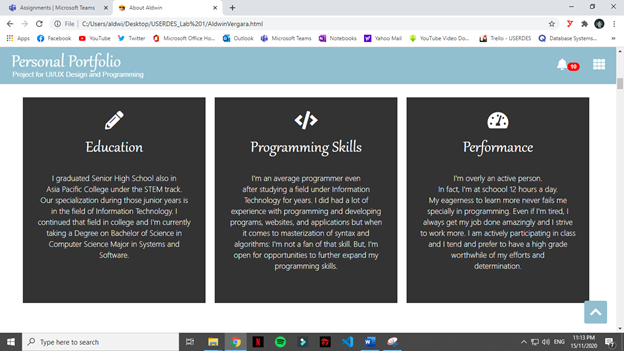 Assignments | Microsoft Teams
About Aldwin
File
C:/Users/aldwi/Desktop/USERDES_Lab%201/AldwinVergara.html
Apps
Facebook
YouTube
Twitter
Microsoft Office Ho...
Outlook
Microsoft Teams
Notebooks
Yahoo Mail
YouTube Video Do...
Trello - USERDES
Database Systems...
Personal Portfolio
Project for UI/UX Design and Programming
10
Education
I graduated Senior High School also in
Asia Pacific College under the STEM track.
Our specialization during those junior years is
in the field of Information Technology. I
continued that field in college and I'm currently
taking a Degree on Bachelor of Science in
Computer Science Major in Systems and
Software.
Programming Skills
I'm an average programmer even
after studying a field under Information
Technology for years. I did had a lot of
experience with programming and developing
programs, websites, and applications but when
it comes to masterization of syntax and
algorithms: I'm not a fan of that skill. But, I'm
open for opportunities to further expand my
programming skills.
Performance
I'm overly an active person.
In fact, I'm at schoool 12 hours a day.
My eagerness to learn more never fails me
specially in programming. Even if I'm tired, I
always get my job done amazingly and I strive
to work more. I am actively participating in class
and I tend and prefer to have a high grade
worthwhile of my efforts and
determination.
Type here to search
ENG
11:13 PM
15/11/2020